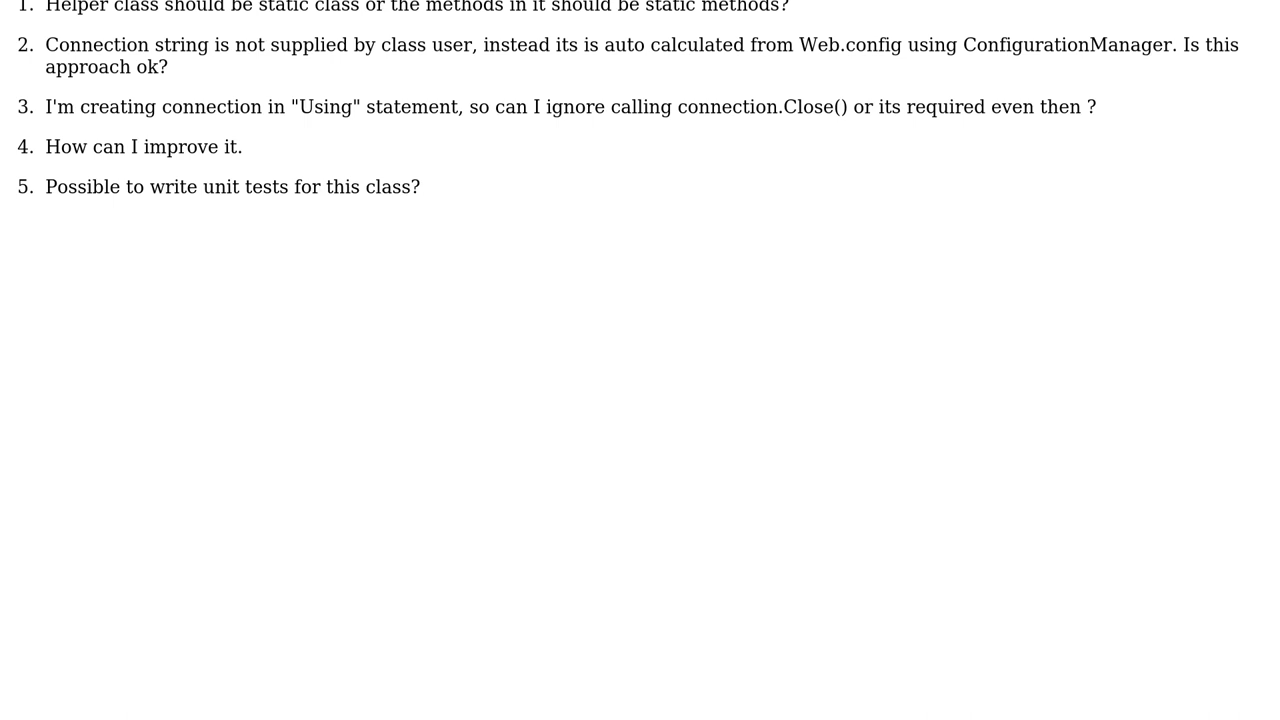 1. Helper class should be static class or the methods in it should be static methods?
2. Connection string is not supplied by class user, instead its is auto calculated from Web.config using ConfigurationManager. Is this
approach ok?
3. I'm creating connection in "Using" statement, so can I ignore calling connection.Close() or its required even then ?
4. How can I improve it.
5. Possible to write unit tests for this class?